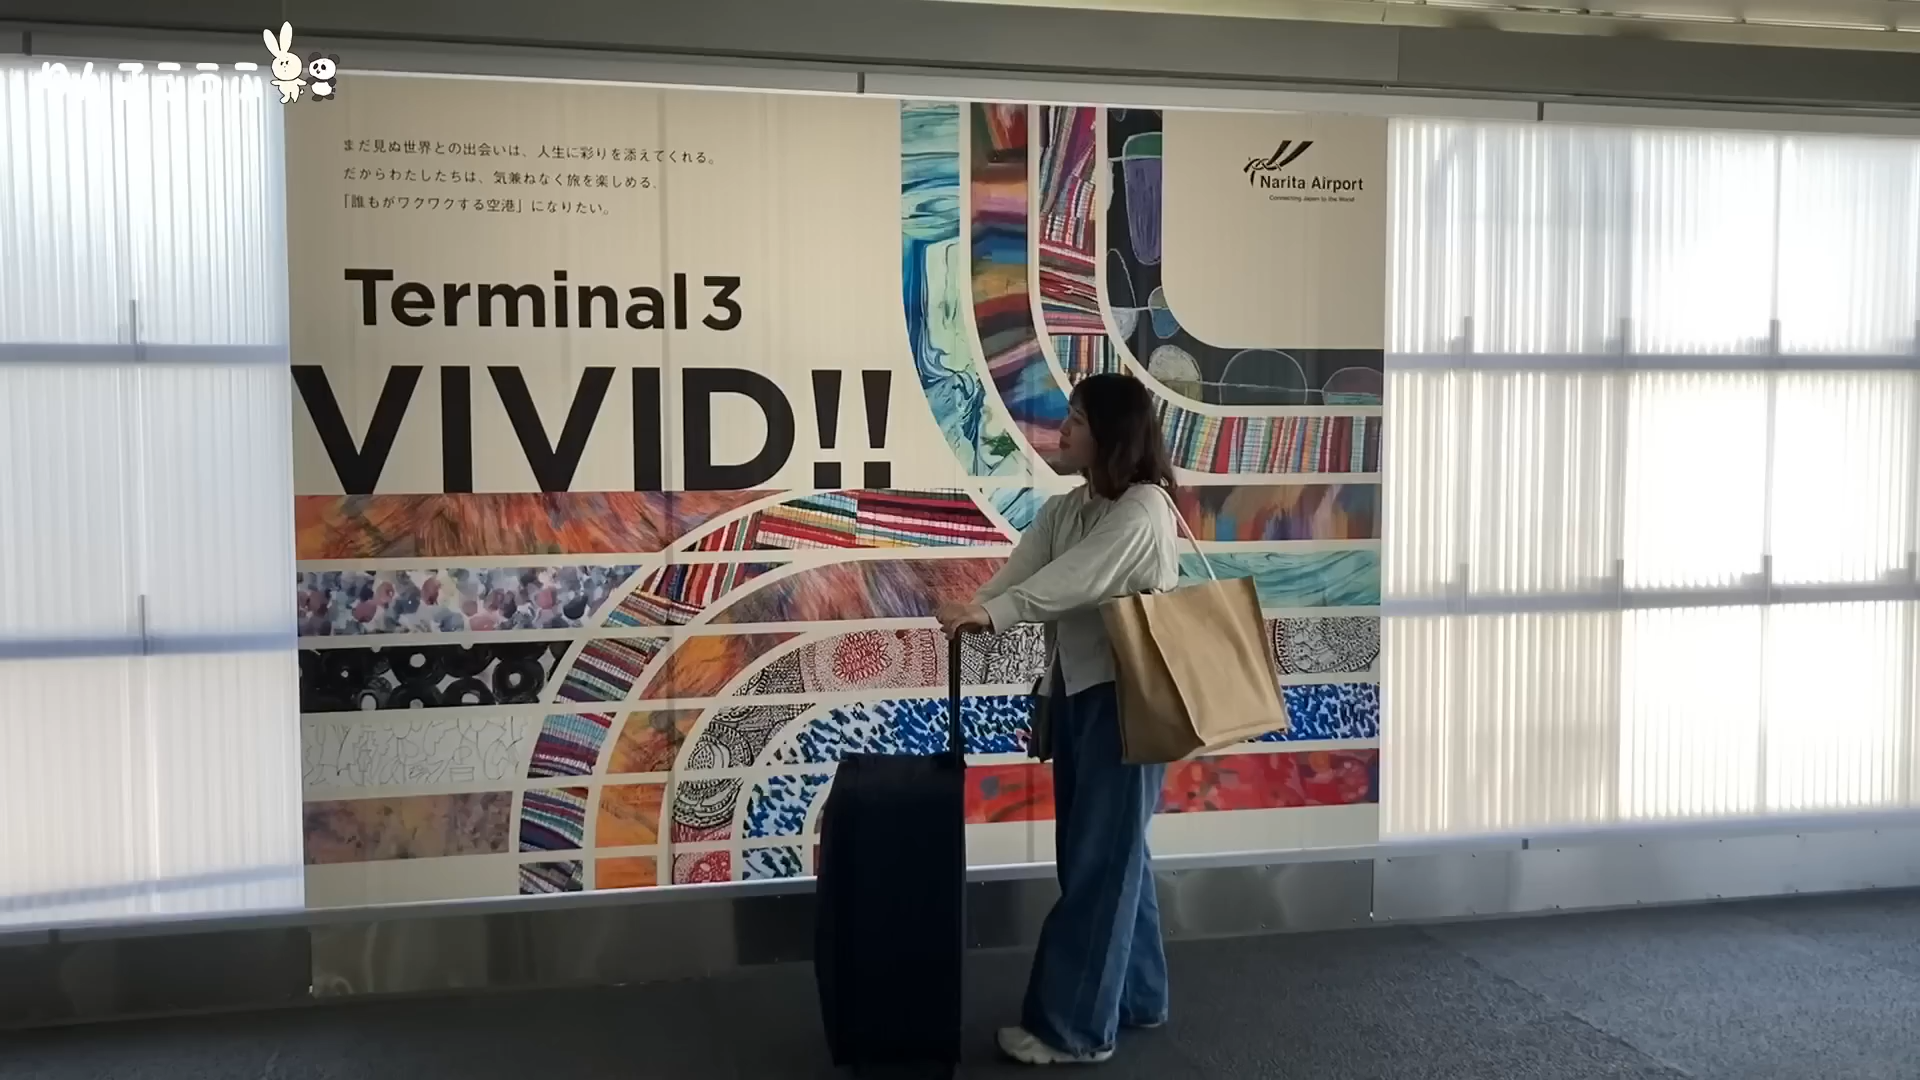 まだ見ぬ世界との出会いは、人生に彩りを添えてくれる。
だからわたしたちは、気兼ねなく旅を楽しめる、
「誰もがワクワクする空港」になりたい。
Narita Airport
Connecting Japan to the World
Terminal 3
VIVID!!